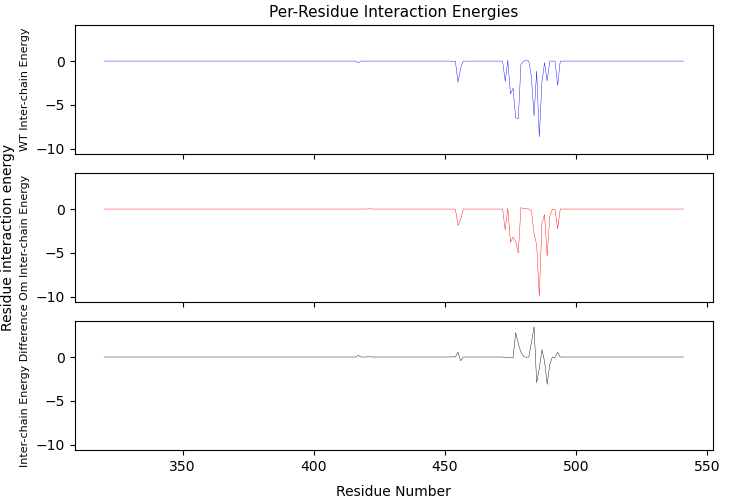 Per-Residue Interaction Energies
WT Inter-chain Energy
0
−5
−10
Residue interaction energy
Om Inter-chain Energy
0
−5
−10
Inter-chain Energy Difference
0
−5
−10
350
400
450
500
550
Residue Number